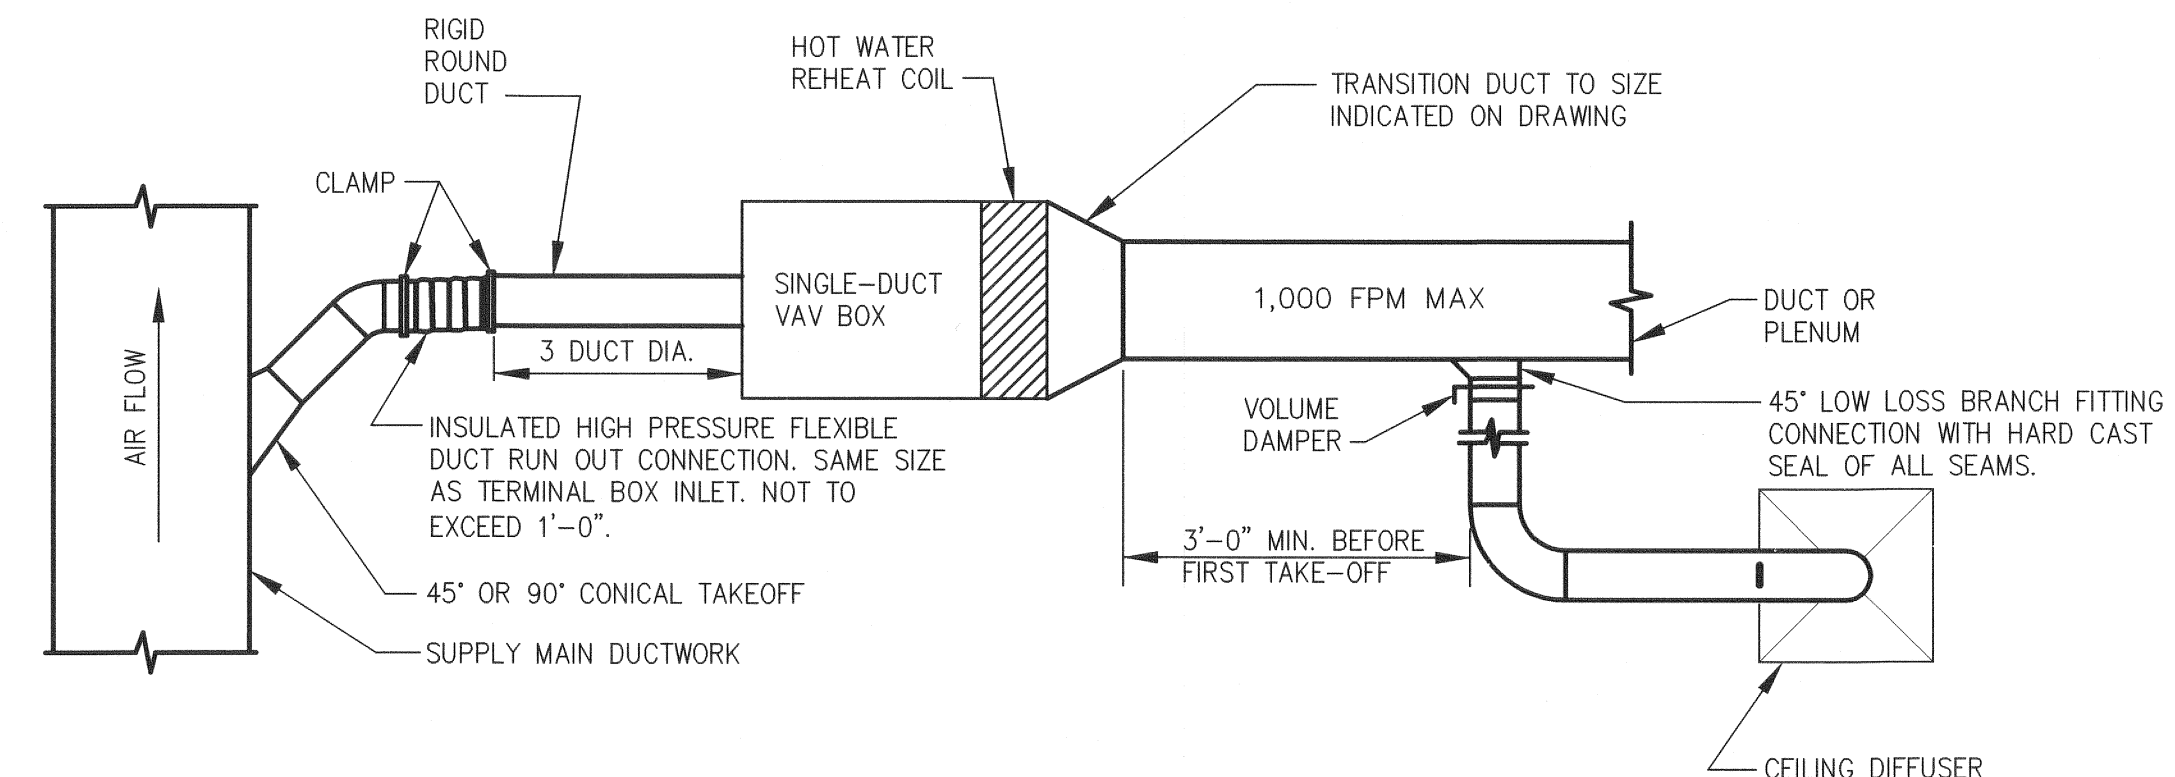 RIGID
ROUND
DUCT
HOT WATER
REHEAT COIL
TRANSITION DUCT TO SIZE
INDICATED ON DRAWING
CLAMP
SINGLE-DUCT
VAV BOX
1,000 FPM MAX
DUCT OR
PLENUM
3 DUCT DIA.
AIR FLOW
INSULATED HIGH PRESSURE FLEXIBLE
DUCT RUN OUT CONNECTION. SAME SIZE
AS TERMINAL BOX INLET. NOT TO
EXCEED 1'-0".
VOLUME
DAMPER
45° LOW LOSS BRANCH FITTING
CONNECTION WITH HARD CAST
SEAL OF ALL SEAMS.
3'-0" MIN. BEFORE
FIRST TAKE-OFF
45° OR 90° CONICAL TAKEOFF
SUPPLY MAIN DUCTWORK
CEILING DIFFUSER